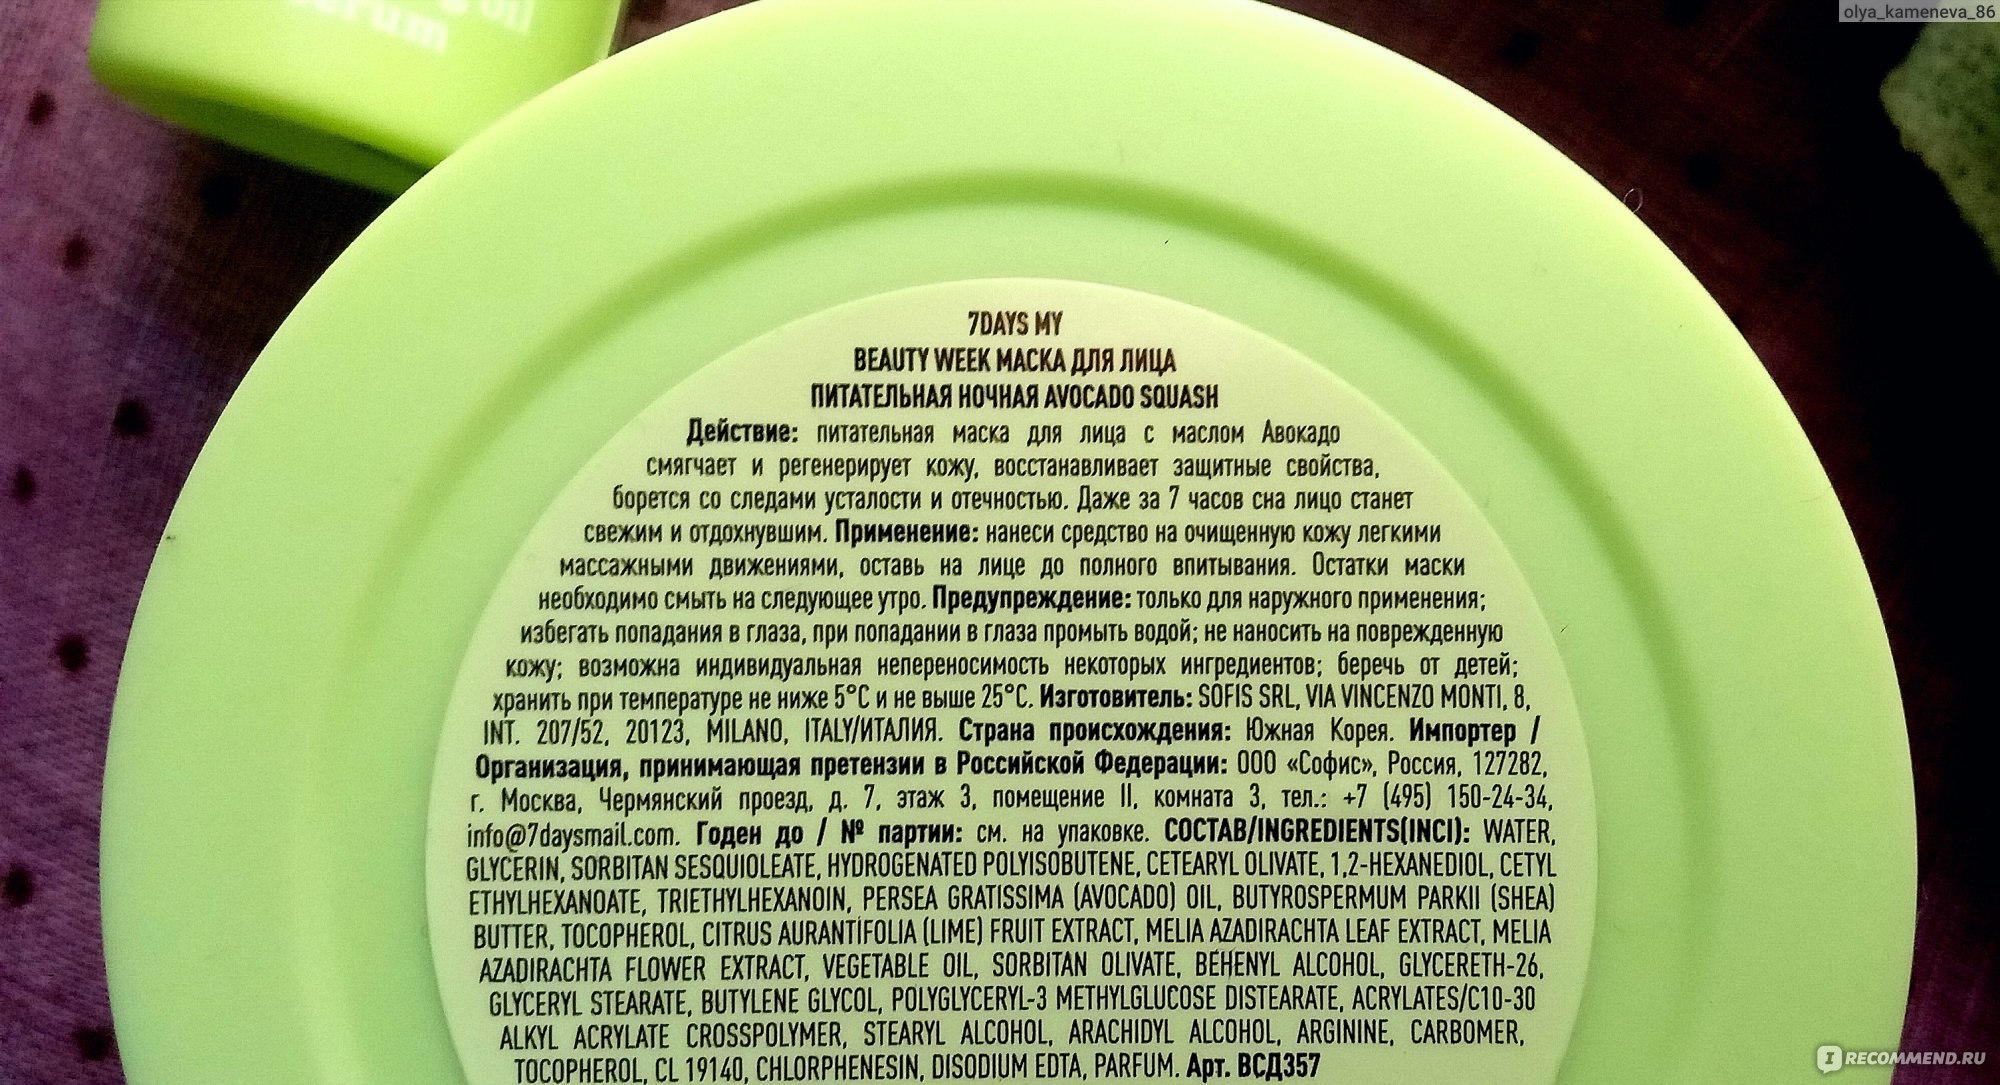 olya_kameneva_86
oil
serum
7DAYS MY
BEAUTY WEEK МАСКА ДЛЯ ЛИЦА
ПИТАТЕЛЬНАЯ НОЧНАЯ AVOCADO SQUASH
Действие: питательная маска для лица с маслом Авокадо
смягчает и регенерирует кожу, восстанавливает защитные свойства,
борется со следами усталости и отечностью. Даже за 7 часов сна лицо станет
свежим и отдохнувшим. Применение: нанеси средство на очищенную кожу легкими
массажными движениями, оставь на лице до полного впитывания. Остатки маски
необходимо смыть на следующее утро. Предупреждение: только для наружного применения;
избегать попадания в глаза, при попадании в глаза промыть водой; не наносить на поврежденную
кожу; возможна индивидуальная непереносимость некоторых ингредиентов; беречь от детей;
хранить при температуре не ниже 5°C и не выше 25°C. Изготовитель: SOFIS SRL, VIA VINCENZO MONTI, 8,
INT. 207/52, 20123, MILANO, ITALY/ИТАЛИЯ. Страна происхождения: Южная Корея. Импортер /
Организация, принимающая претензии в Российской Федерации: ООО «Софис», Россия, 127282,
г. Москва, Чермянский проезд, д. 7, этаж 3, помещение II, комната 3, тел.: +7 (495) 150-24-34,
info@7daysmail.com. Годен до / № партии: см. на упаковке. СОСТАВ/INGREDIENTS(INCI): WATER,
GLYCERIN, SORBITAN SESQUIOLEATE, HYDROGENATED POLYISOBUTENE, CETEARYL OLIVATE, 1,2-HEXANEDIOL, CETYL
ETHYLHEXANOATE, TRIETHYLHEXANOIN, PERSEA GRATISSIMA (AVOCADO) OIL, BUTYROSPERMUM PARKII (SHEA)
BUTTER, TOCOPHEROL, CITRUS AURANTIFOLIA (LIME) FRUIT EXTRACT, MELIA AZADIRACHTA LEAF EXTRACT, MELIA
AZADIRACHTA FLOWER EXTRACT, VEGETABLE OIL, SORBITAN OLIVATE, BEHENYL ALCOHOL, GLYCERETH-26,
GLYCERYL STEARATE, BUTYLENE GLYCOL, POLYGLYCERYL-3 METHYLGLUCOSE DISTEARATE, ACRYLATES/C10-30
ALKYL ACRYLATE CROSSPOLYMER, STEARYL ALCOHOL, ARACHIDYL ALCOHOL, ARGININE, CARBOMER,
TOCOPHEROL, CL 19140, CHLORPHENESIN, DISODIUM EDTA, PARFUM. Арт. ВСД357
IRECOMMEND.RU